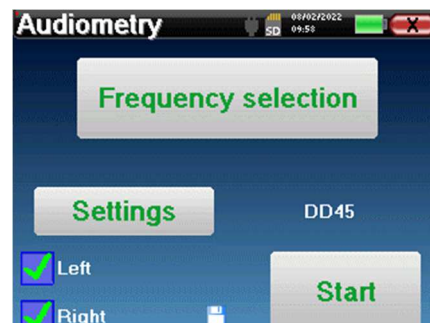 Audiometry
SD
08/02/2022
09:58
X
Frequency selection
Settings
DD45
Left
Start
Right